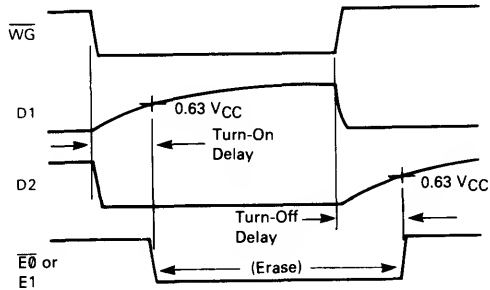 WG
D1
0.63 VCC
Turn-On
Delay
D2
0.63 VCC
Turn-Off
Delay
E0 or
E1
(Erase)